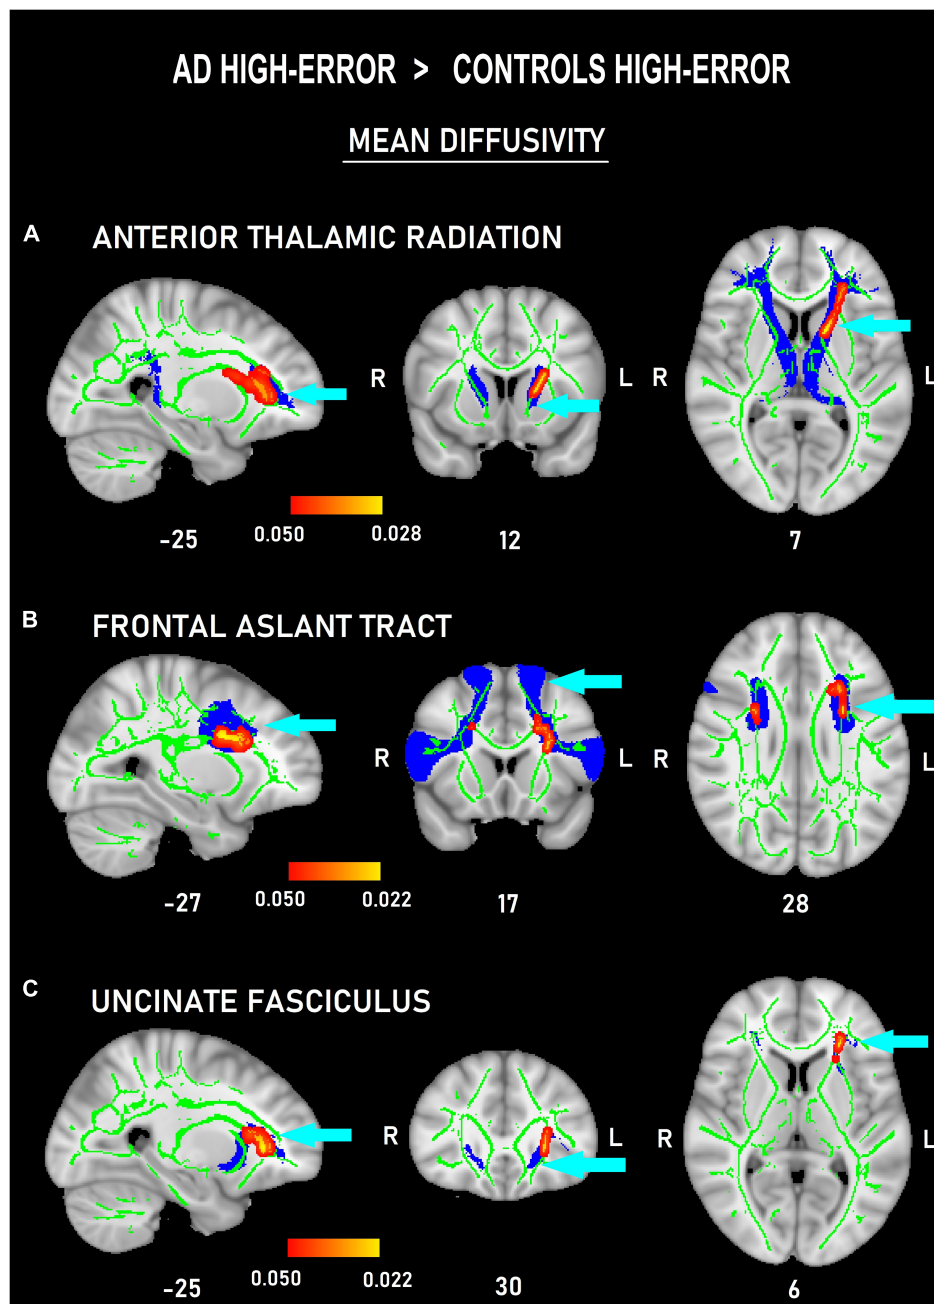 AD HIGH-ERROR > CONTROLS HIGH-ERROR
MEAN DIFFUSIVITY
A ANTERIOR THALAMIC RADIATION
R L R L
0.050 0.028
-25 12 7
B FRONTAL ASLANT TRACT
R L R L
0.050 0.022
-27 17 28
C UNCINATE FASCICULUS
R L R L
0.050 0.022
-25 30 6